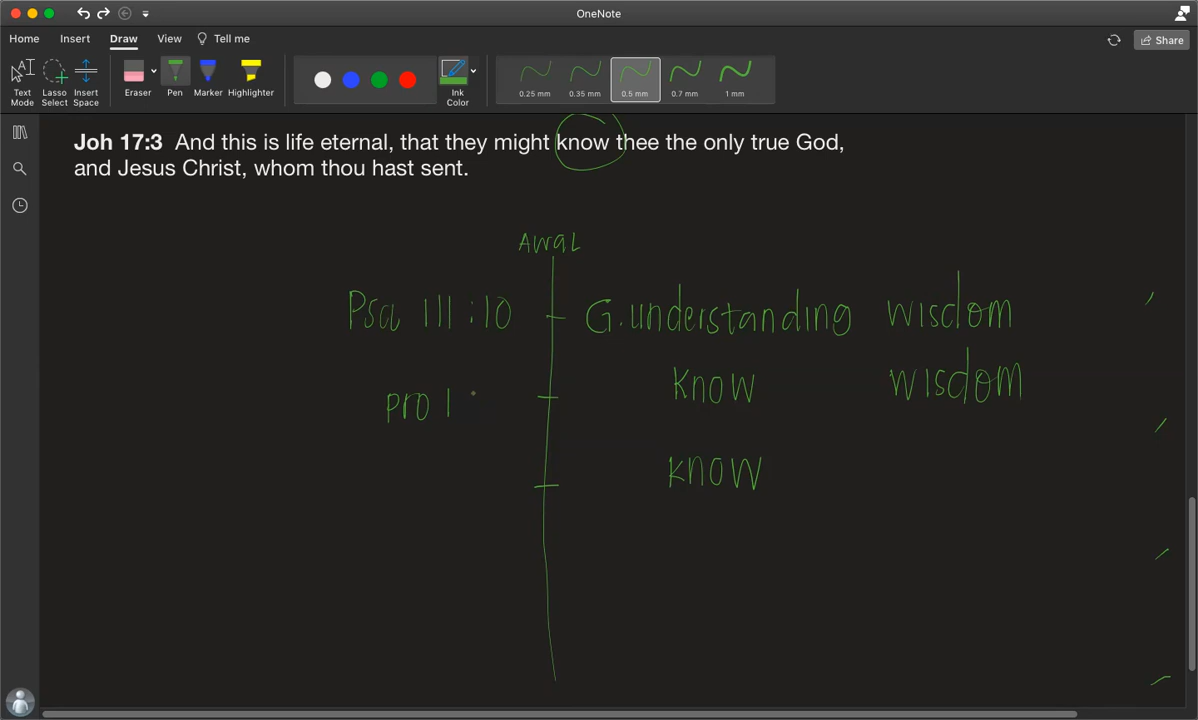 OneNote
Home Insert Draw View Tell me Share
Text Mode
Lasso Select
Insert Space
Eraser
Pen
Marker
Highlighter
Ink Color
0.25 mm 0.35 mm 0.5 mm 0.7 mm 1 mm
Joh 17:3 And this is life eternal, that they might know thee the only true God,
and Jesus Christ, whom thou hast sent.
AwaL
Psa 111:10 G. understanding wisdom
Pro 1 know wisdom
know